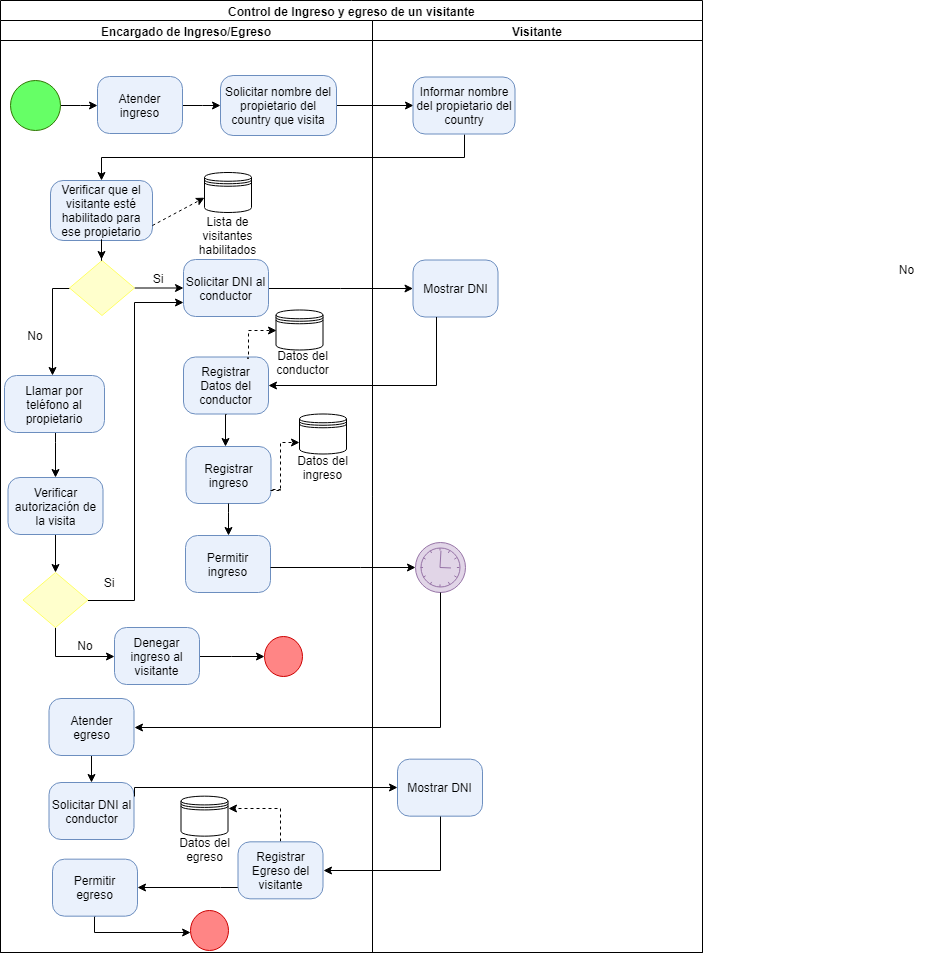 Control de Ingreso y egreso de un visitante
Encargado de Ingreso/Egreso
Visitante
Atender
ingreso
Solicitar nombre del
propietario del
country que visita
Informar nombre
del propietario del
country
Verificar que el
visitante esté
habilitado para
ese propietario
Lista de
visitantes
habilitados
Si
Solicitar DNI al
conductor
Mostrar DNI
No
No
Datos del
conductor
Registrar
Datos del
conductor
Llamar por
teléfono al
propietario
Registrar
ingreso
Datos del
ingreso
Verificar
autorización de
la visita
Permitir
ingreso
Si
No
Denegar
ingreso al
visitante
Atender
egreso
Solicitar DNI al
conductor
Mostrar DNI
Datos del
egreso
Registrar
Egreso del
visitante
Permitir
egreso